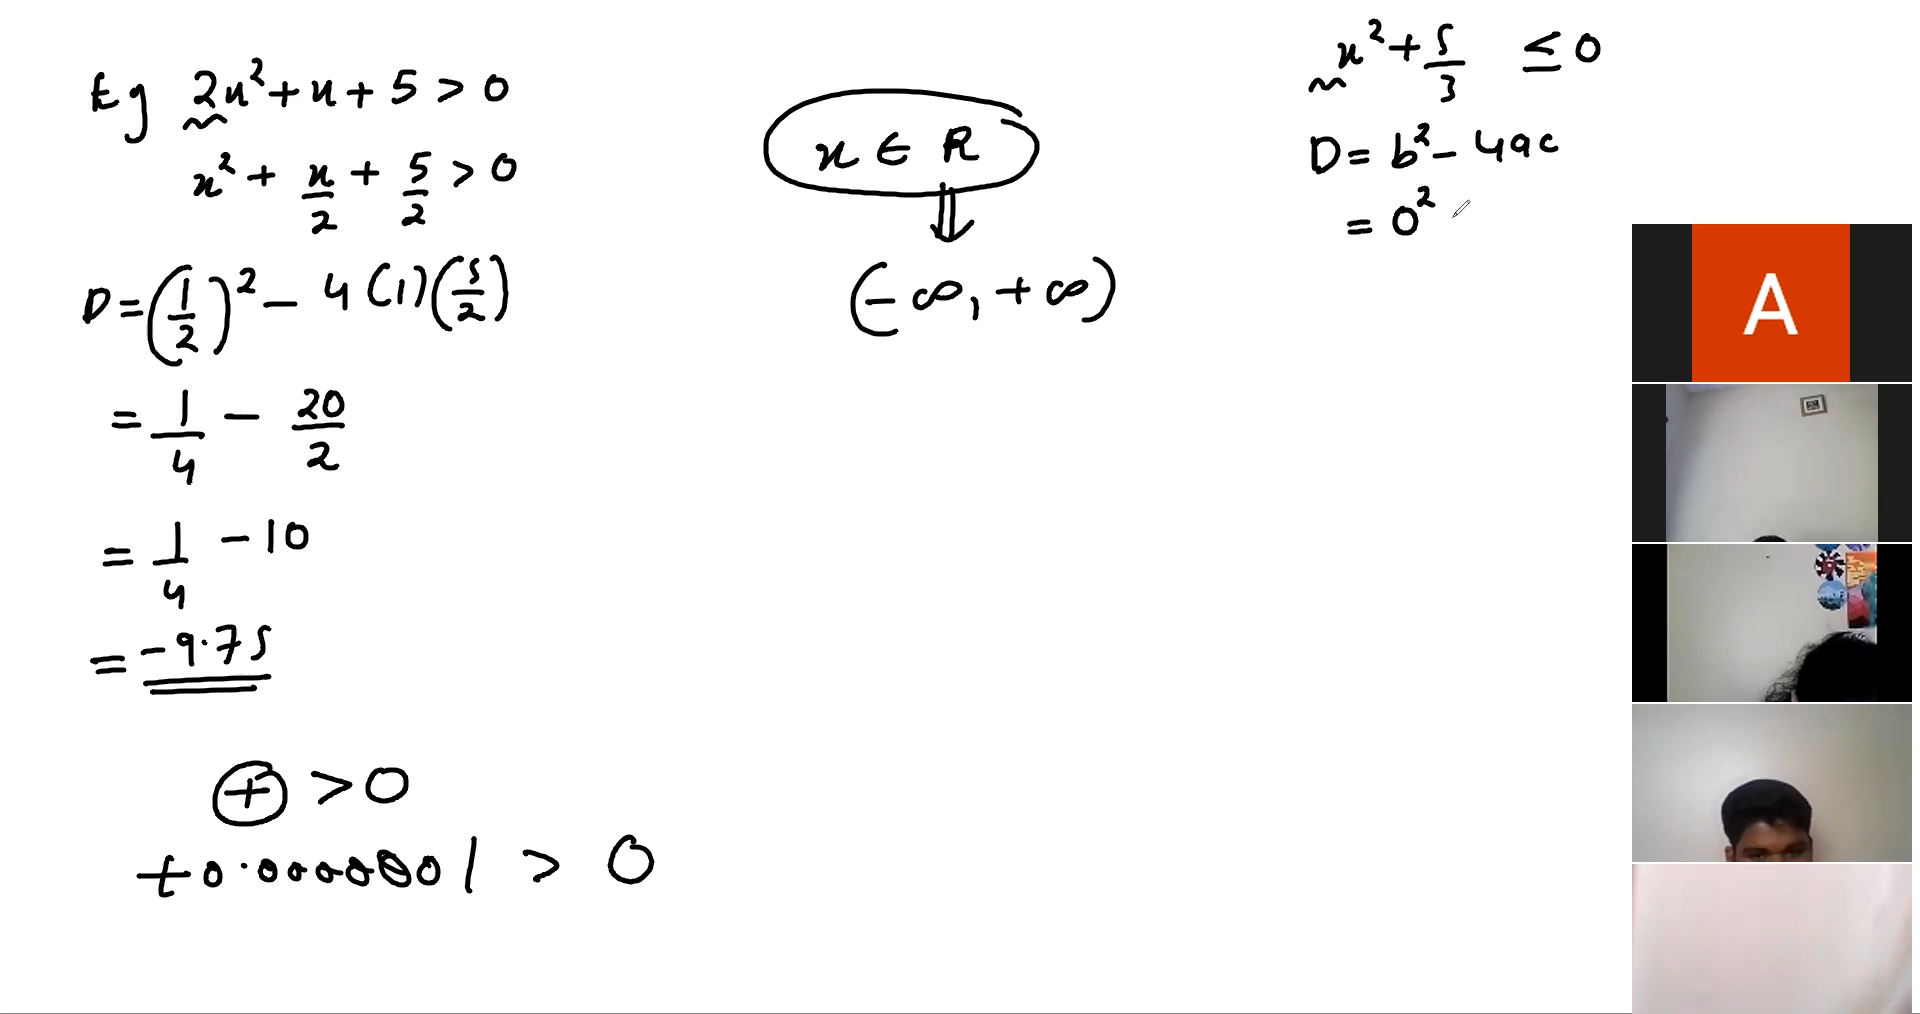 Eg 2x²+x+5>0
x² + x/2 + 5/2 > 0
D=(1/2)² - 4(1)(5/2)
= 1/4 - 20/2
= 1/4 -10
= -9.75
+ > 0
+0.0000001 > 0
x ∈ R
⇓
(-∞, +∞)
x²+5/3 ≤ 0
D= b²-4ac
= 0²
A